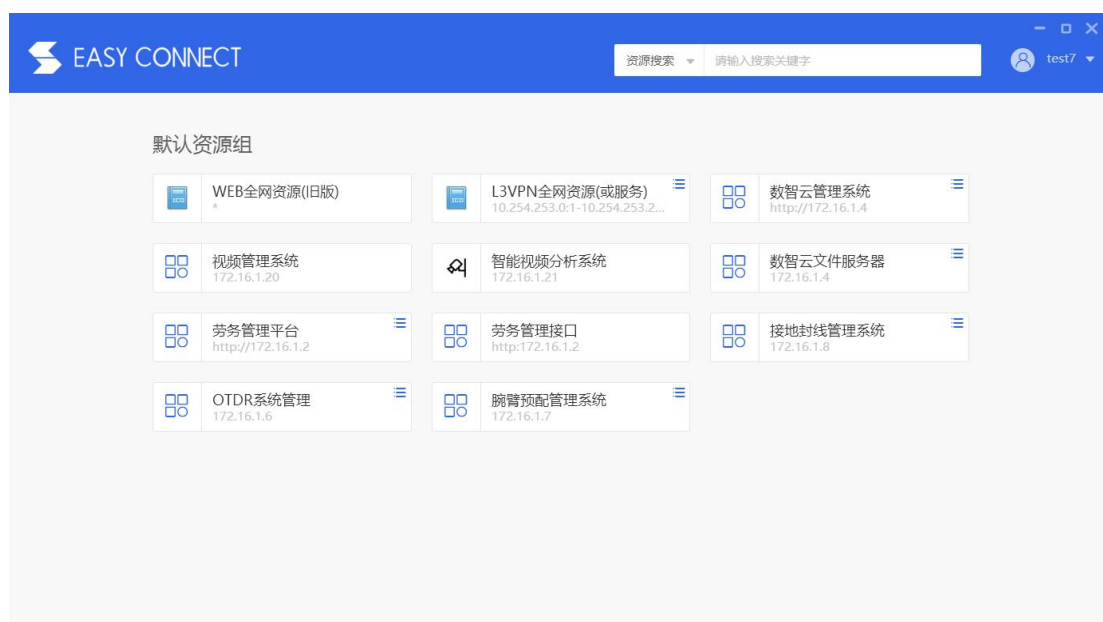 EASY CONNECT
资源搜索 请输入搜索关键字
test7
默认资源组
WEB全网资源(旧版)
*
L3VPN全网资源(或服务)
10.254.253.0:1-10.254.253.2...
数智云管理系统
http://172.16.1.4
视频管理系统
172.16.1.20
智能视频分析系统
172.16.1.21
数智云文件服务器
172.16.1.4
劳务管理平台
http://172.16.1.2
劳务管理接口
http:172.16.1.2
接地封线管理系统
172.16.1.8
OTDR系统管理
172.16.1.6
腕臂预配管理系统
172.16.1.7